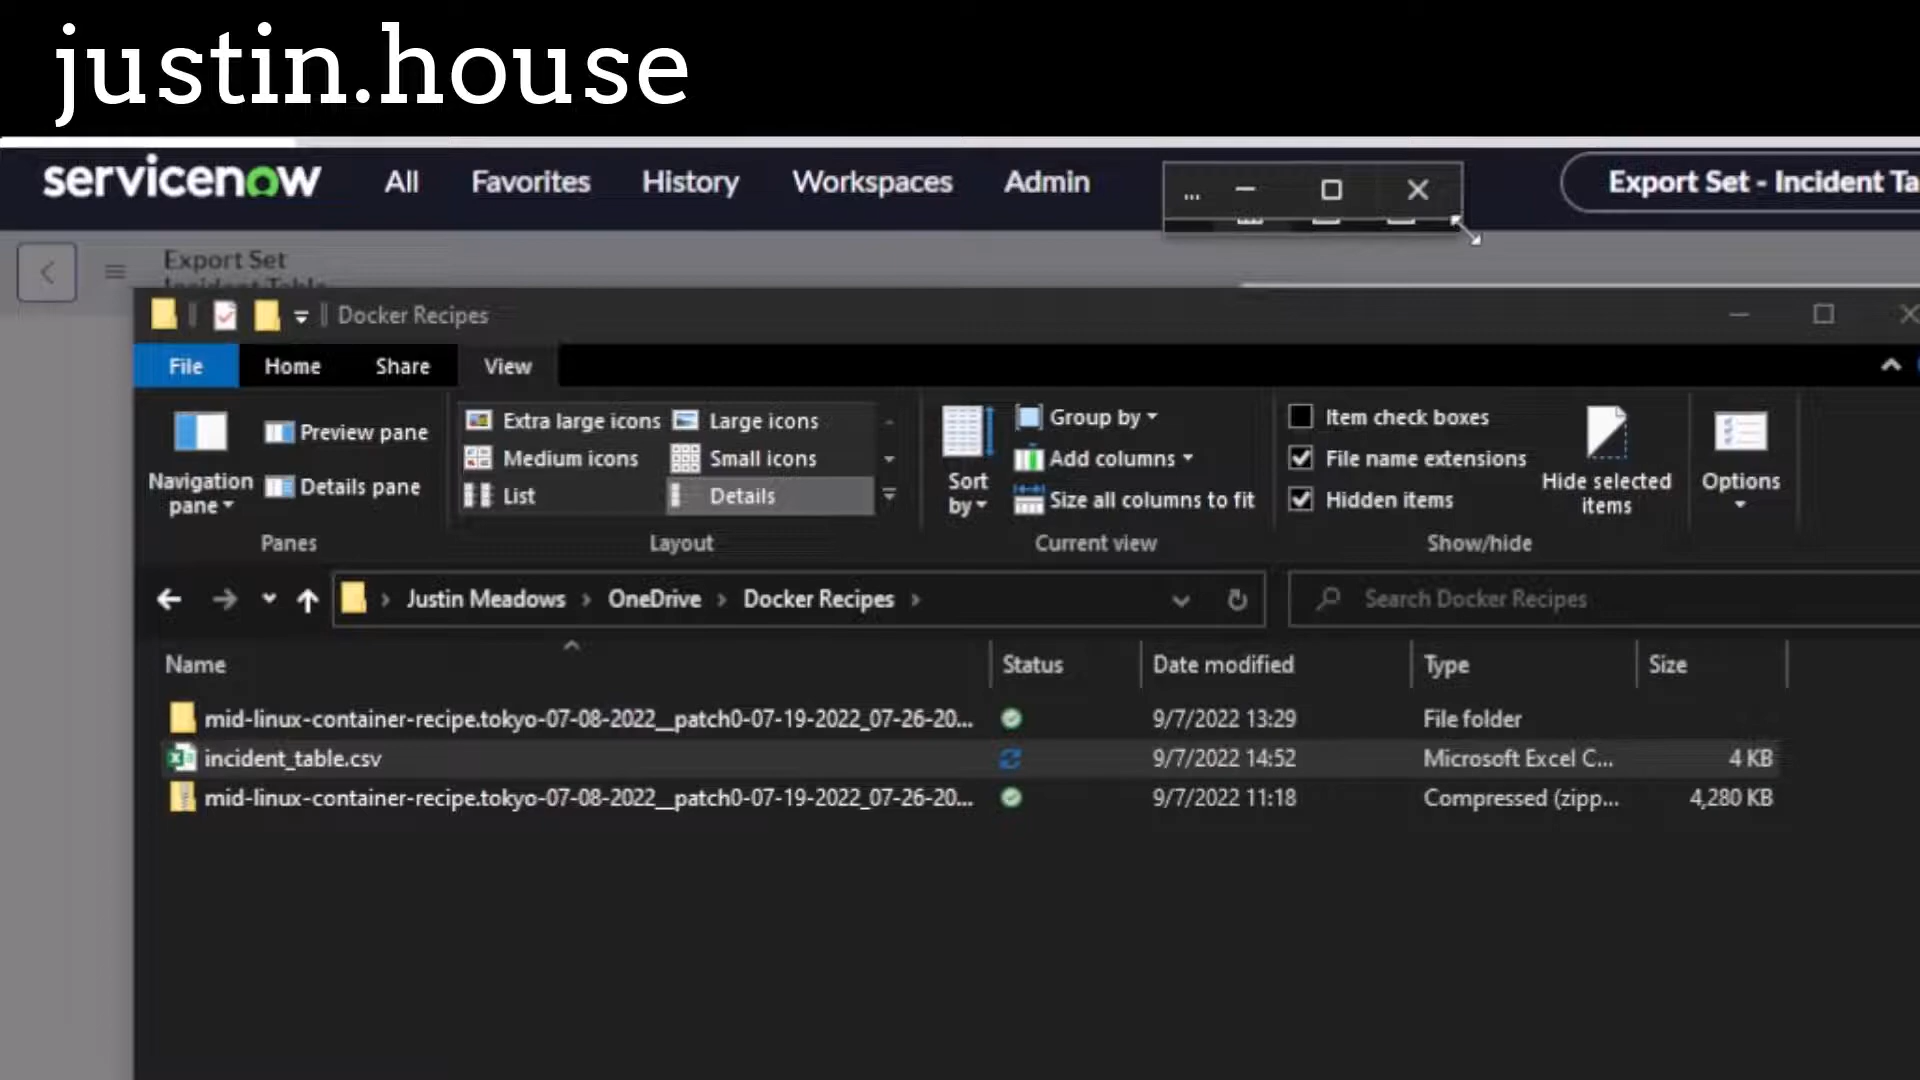 justin.house
servicenow All Favorites History Workspaces Admin ... Export Set - Incident Ta
Export Set
Incident Table
Docker Recipes
File Home Share View
Navigation pane
Preview pane
Details pane
Panes
Extra large icons Large icons
Medium icons Small icons
List Details
Layout
Sort by
Group by
Add columns
Size all columns to fit
Current view
Item check boxes
File name extensions
Hidden items
Hide selected items
Show/hide
Options
Justin Meadows OneDrive Docker Recipes Search Docker Recipes
Name Status Date modified Type Size
mid-linux-container-recipe.tokyo-07-08-2022__patch0-07-19-2022_07-26-20... 9/7/2022 13:29 File folder
incident_table.csv 9/7/2022 14:52 Microsoft Excel C... 4 KB
mid-linux-container-recipe.tokyo-07-08-2022__patch0-07-19-2022_07-26-20... 9/7/2022 11:18 Compressed (zipp... 4,280 KB